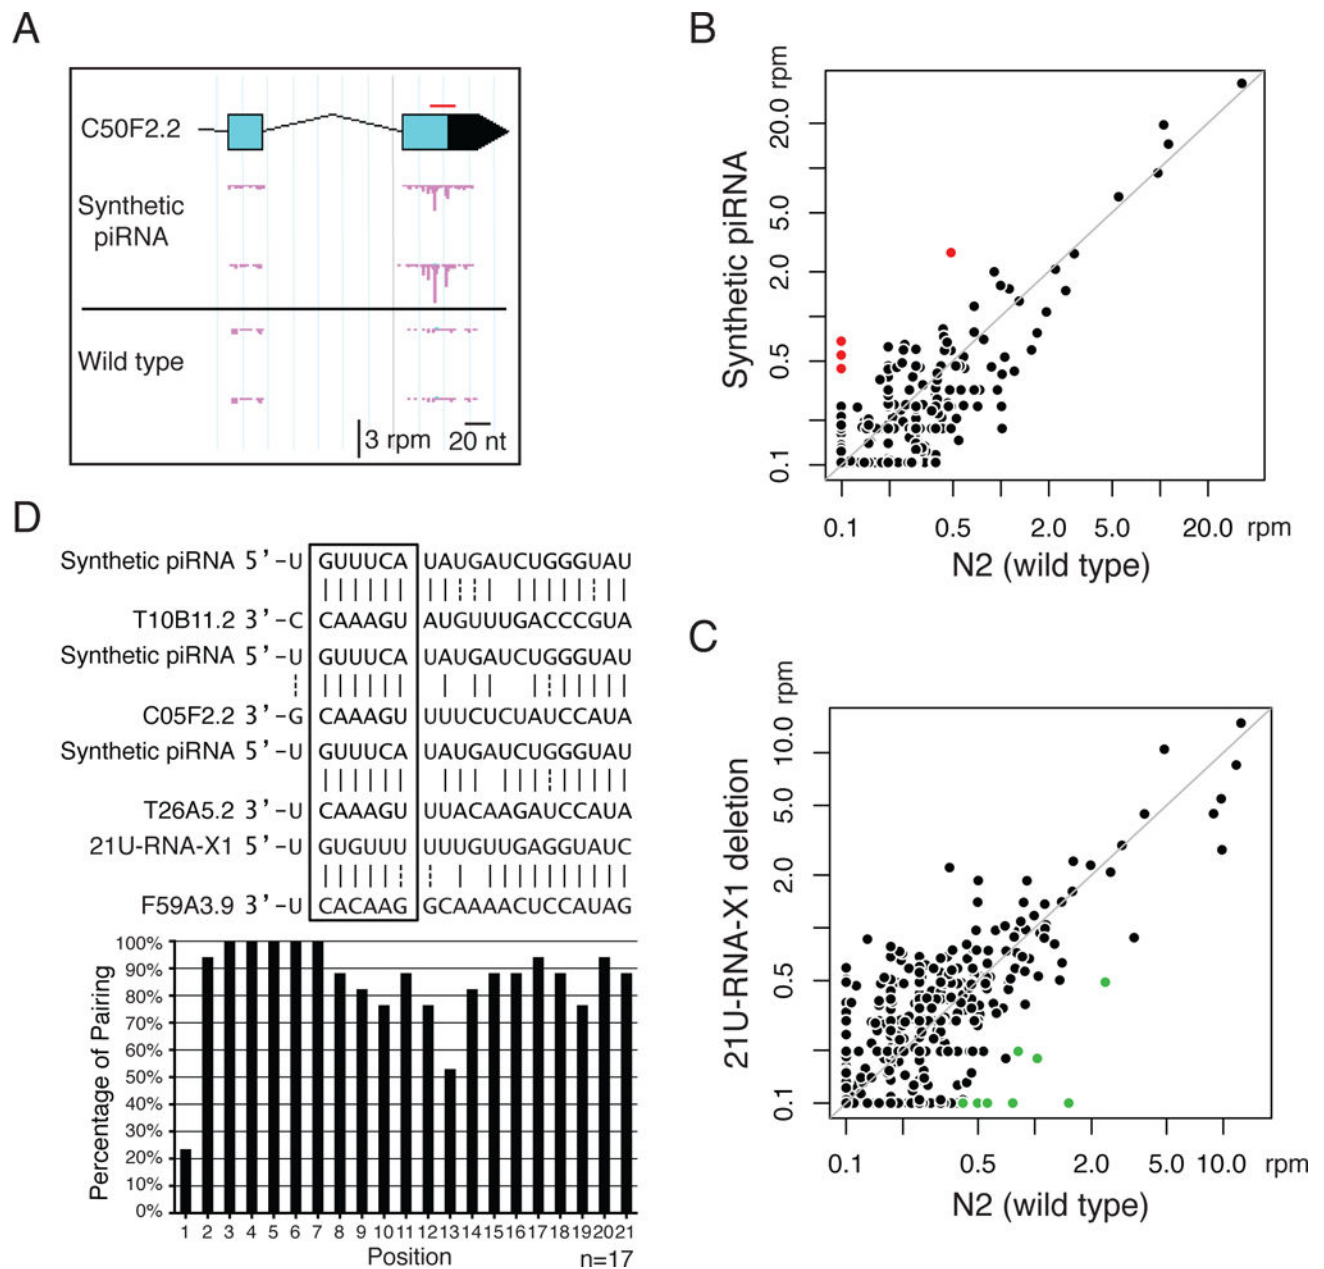 A
C50F2.2
Synthetic
piRNA
Wild type
3 rpm
20 nt
B
Synthetic piRNA
0.1
0.5
2.0
5.0
20.0 rpm
0.1
0.5
2.0
5.0
20.0
rpm
N2 (wild type)
C
21U-RNA-X1 deletion
0.1
0.5
2.0
5.0
10.0 rpm
0.1
0.5
2.0
5.0
10.0
rpm
N2 (wild type)
D
Synthetic piRNA 5’-U GUUUCA UAUGAUCUGGGUAU
T10B11.2 3’-C CAAAGU AUGUUUGACCCGUA
Synthetic piRNA 5’-U GUUUCA UAUGAUCUGGGUAU
C05F2.2 3’-G CAAAGU UUUCUCUAUCCAUA
Synthetic piRNA 5’-U GUUUCA UAUGAUCUGGGUAU
T26A5.2 3’-U CAAAGU UUACAAGAUCCAUA
21U-RNA-X1 5’-U GUGUUU UUUGUUGAGGUAUC
F59A3.9 3’-U CACAAG GCAAAACUCCAUAG
Percentage of Pairing
100%
90%
80%
70%
60%
50%
40%
30%
20%
10%
0%
1 2 3 4 5 6 7 8 9 10 11 12 13 14 15 16 17 18 19 20 21
Position
n=17